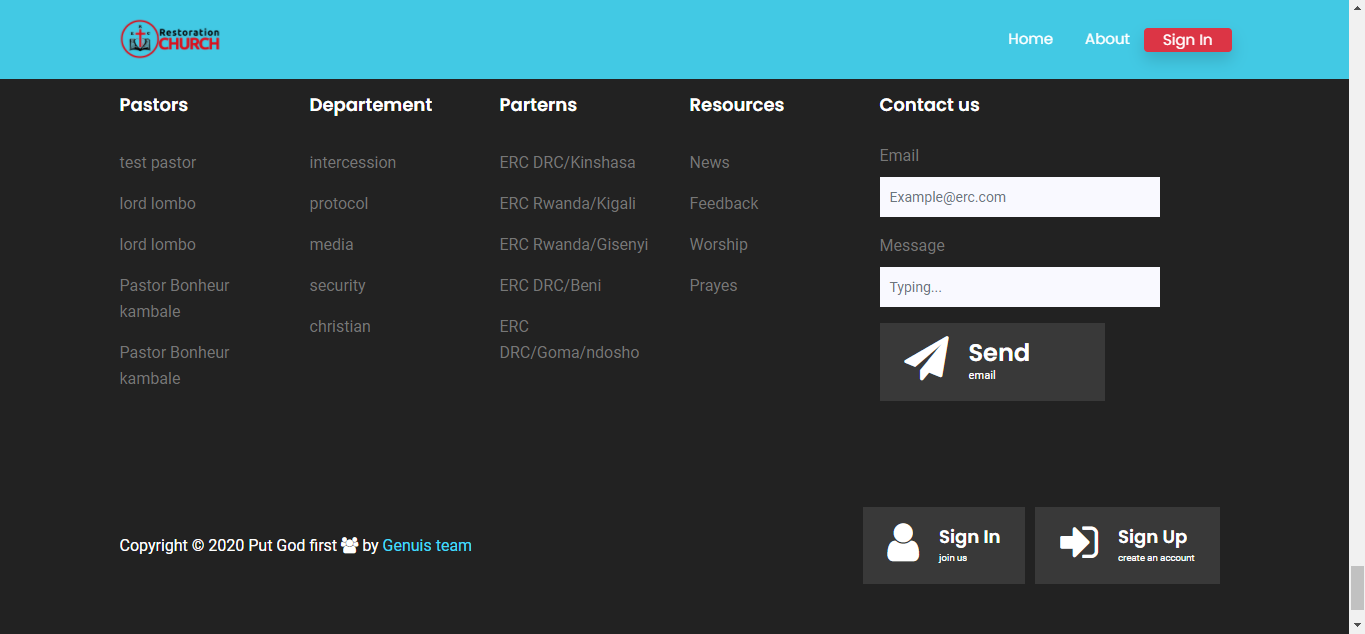 Restoration
CHURCH
Home
About
Sign In
Pastors
test pastor
lord lombo
lord lombo
Pastor Bonheur
kambale
Pastor Bonheur
kambale
Departement
intercession
protocol
media
security
christian
Parterns
ERC DRC/Kinshasa
ERC Rwanda/Kigali
ERC Rwanda/Gisenyi
ERC DRC/Beni
ERC
DRC/Goma/ndosho
Resources
News
Feedback
Worship
Prayes
Contact us
Email
Example@erc.com
Message
Typing...
Send
email
Copyright © 2020 Put God first by Genuis team
Sign In
join us
Sign Up
create an account